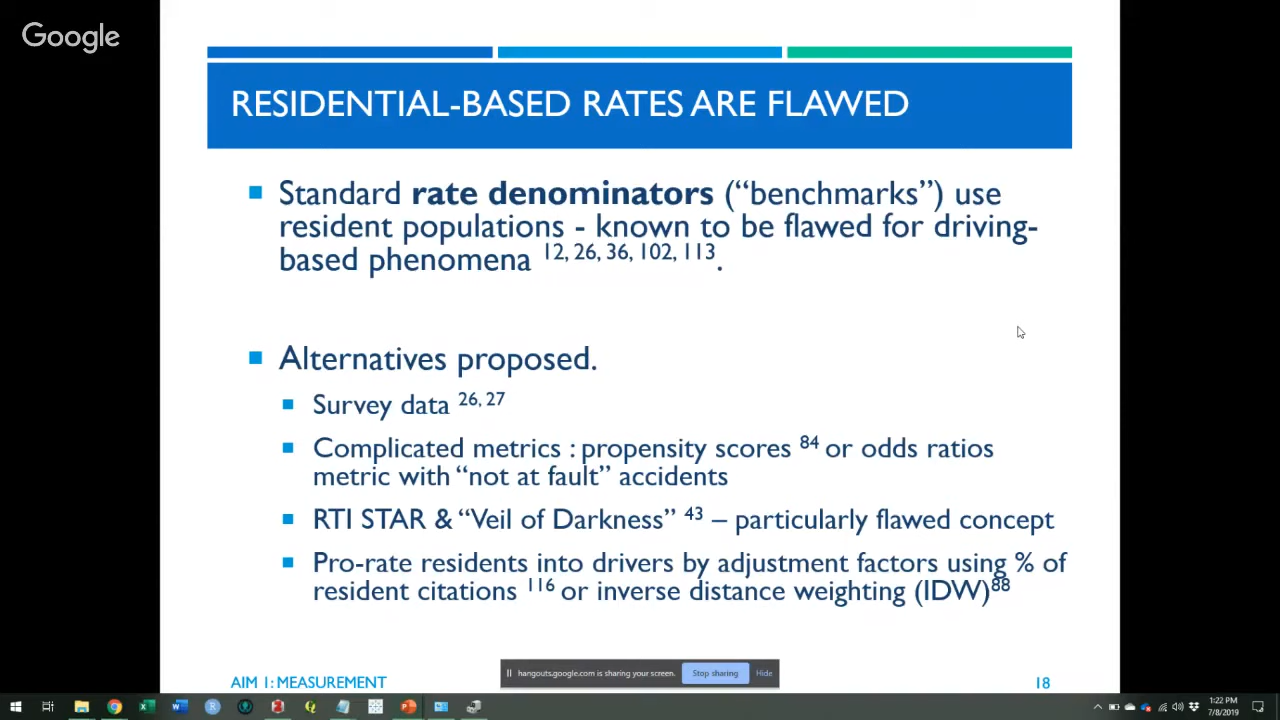 Google
RESIDENTIAL-BASED RATES ARE FLAWED
Standard rate denominators (“benchmarks”) use
resident populations - known to be flawed for driving-
based phenomena 12, 26, 36, 102, 113.
Alternatives proposed.
Survey data 26, 27
Complicated metrics : propensity scores 84 or odds ratios
metric with “not at fault” accidents
RTI STAR & “Veil of Darkness” 43 – particularly flawed concept
Pro-rate residents into drivers by adjustment factors using % of
resident citations 116 or inverse distance weighting (IDW)88
hangouts.google.com is sharing your screen.
Stop sharing
Hide
AIM 1: MEASUREMENT
18
1:22 PM
7/8/2019